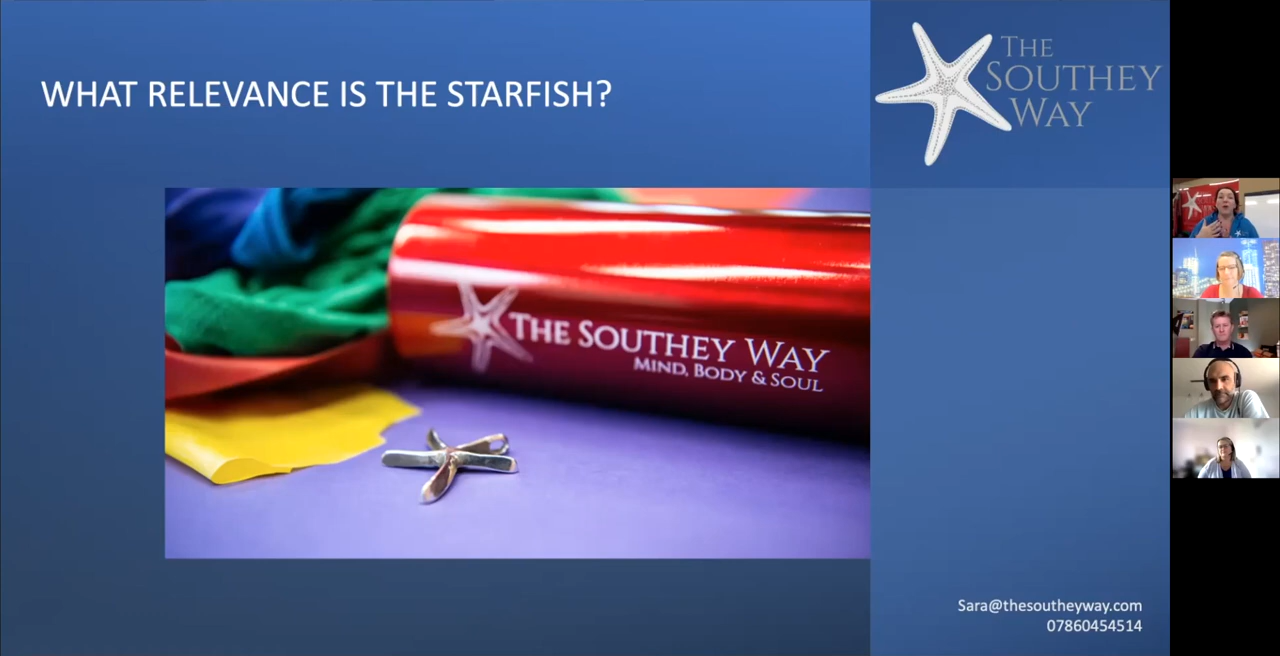 WHAT RELEVANCE IS THE STARFISH?
THE
SOUTHEY
WAY
THE SOUTHEY WAY
MIND, BODY & SOUL
Sara@thesoutheyway.com
07860454514